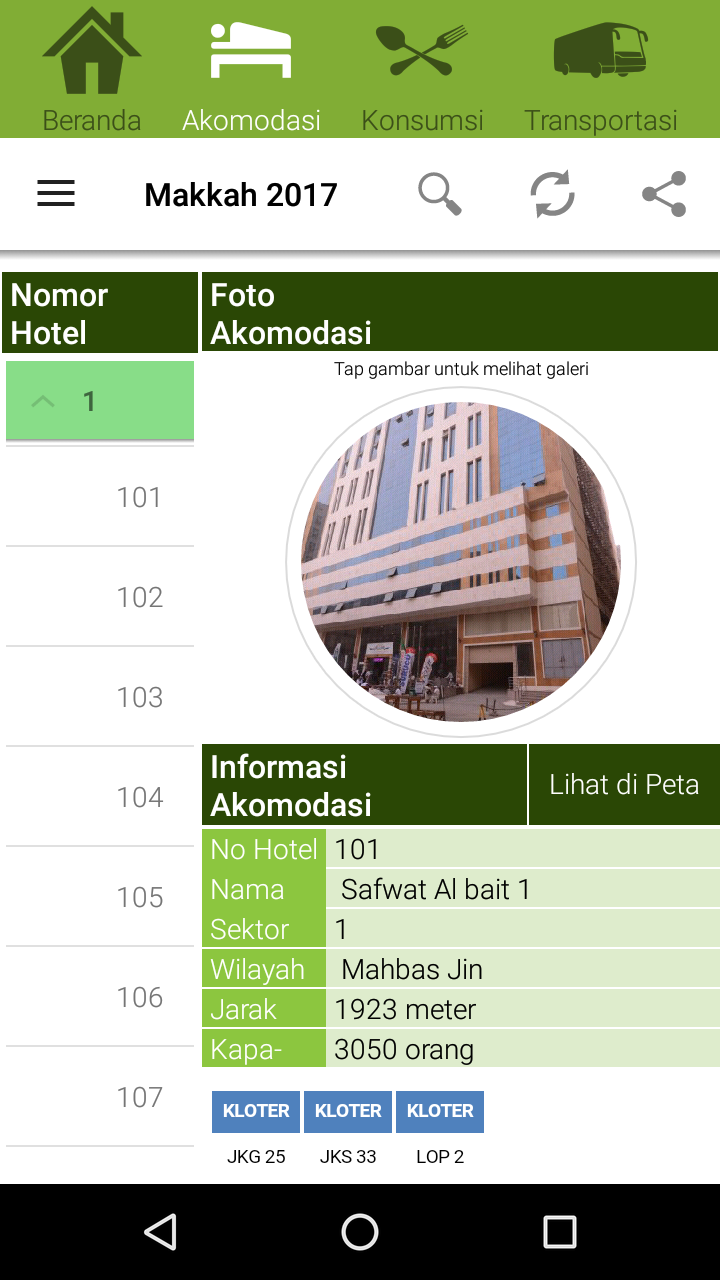 Beranda
Akomodasi
Konsumsi
Transportasi
Makkah 2017
Nomor
Hotel
Foto
Akomodasi
1
101
102
103
104
105
106
107
Tap gambar untuk melihat galeri
Informasi
Akomodasi
Lihat di Peta
No Hotel 101
Nama Safwat Al bait 1
Sektor 1
Wilayah Mahbas Jin
Jarak 1923 meter
Kapa- 3050 orang
KLOTER KLOTER KLOTER
JKG 25 JKS 33 LOP 2